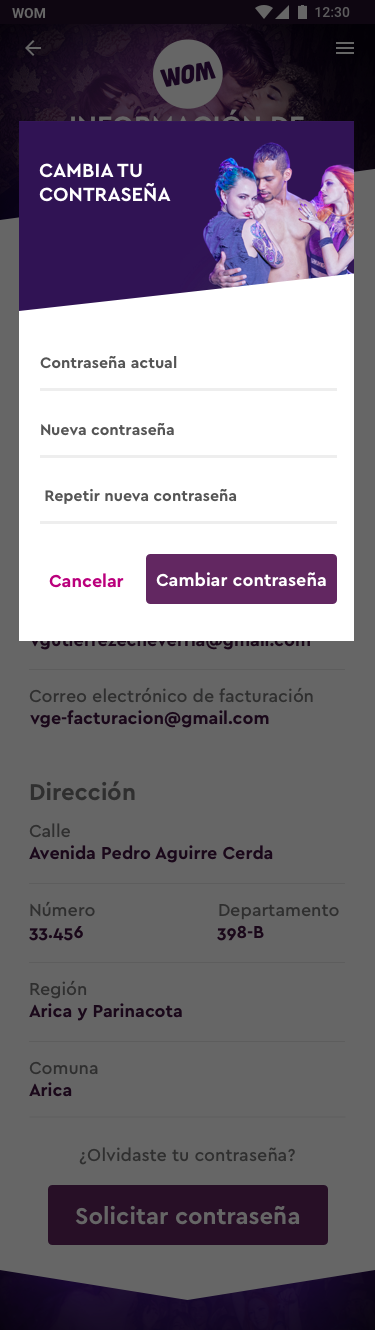 WOM
12:30
WOM
INFORMACIÓN DE
CAMBIA TU
CONTRASEÑA
Contraseña actual
Nueva contraseña
Repetir nueva contraseña
Cancelar
Cambiar contraseña
vgutierrezecheverria@gmail.com
Correo electrónico de facturación
vge-facturacion@gmail.com
Dirección
Calle
Avenida Pedro Aguirre Cerda
Número
Departamento
33.456
398-B
Región
Arica y Parinacota
Comuna
Arica
¿Olvidaste tu contraseña?
Solicitar contraseña